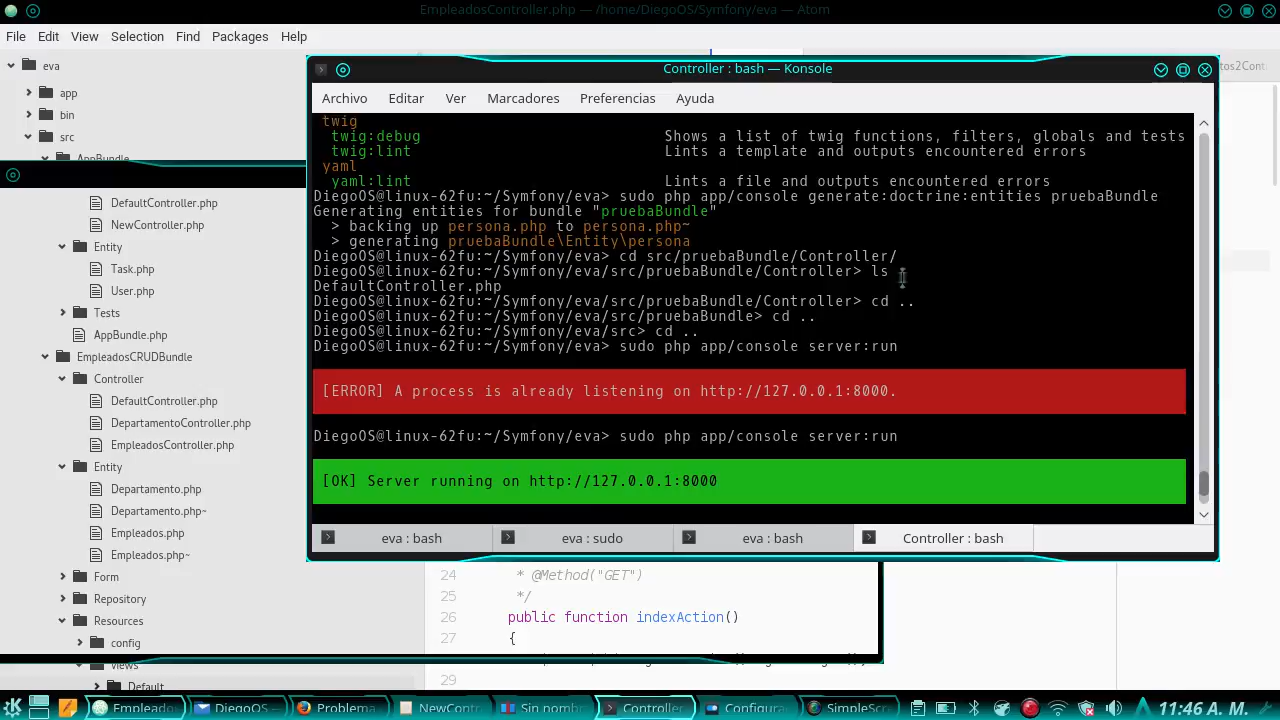 EmpleadosController.php — /home/DiegoOS/Symfony/eva — Atom
File Edit View Selection Find Packages Help
eva
app
bin
src
AppBundle
DefaultController.php
NewController.php
Entity
Task.php
User.php
Tests
AppBundle.php
EmpleadosCRUDBundle
Controller
DefaultController.php
DepartamentoController.php
EmpleadosController.php
Entity
Departamento.php
Departamento.php~
Empleados.php
Empleados.php~
Form
Repository
Resources
config
views
Default
Controller : bash — Konsole
Archivo Editar Ver Marcadores Preferencias Ayuda
twig
twig:debug Shows a list of twig functions, filters, globals and tests
twig:lint Lints a template and outputs encountered errors
yaml
yaml:lint Lints a file and outputs encountered errors
DiegoOS@linux-62fu:~/Symfony/eva> sudo php app/console generate:doctrine:entities pruebaBundle
Generating entities for bundle "pruebaBundle"
> backing up persona.php to persona.php~
> generating pruebaBundle\Entity\persona
DiegoOS@linux-62fu:~/Symfony/eva> cd src/pruebaBundle/Controller/
DiegoOS@linux-62fu:~/Symfony/eva/src/pruebaBundle/Controller> ls
DefaultController.php
DiegoOS@linux-62fu:~/Symfony/eva/src/pruebaBundle/Controller> cd ..
DiegoOS@linux-62fu:~/Symfony/eva/src/pruebaBundle> cd ..
DiegoOS@linux-62fu:~/Symfony/eva/src> cd ..
DiegoOS@linux-62fu:~/Symfony/eva> sudo php app/console server:run
[ERROR] A process is already listening on http://127.0.0.1:8000.
DiegoOS@linux-62fu:~/Symfony/eva> sudo php app/console server:run
[OK] Server running on http://127.0.0.1:8000
eva : bash eva : sudo eva : bash Controller : bash
tos2Cont
24 * @Method("GET")
25 */
26 public function indexAction()
27 {
29
Emplead DiegoOS Problema NewContr Sin nomb Controller Configura SimpleScr 11:46 A. M.